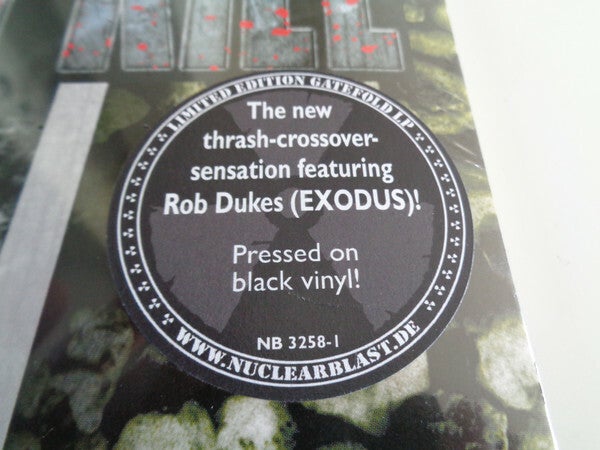 LIMITED EDITION GATEFOLD LP
The new
thrash-crossover-
sensation featuring
Rob Dukes (EXODUS)!
Pressed on
black vinyl!
NB 3258-1
WWW.NUCLEARBLAST.DE